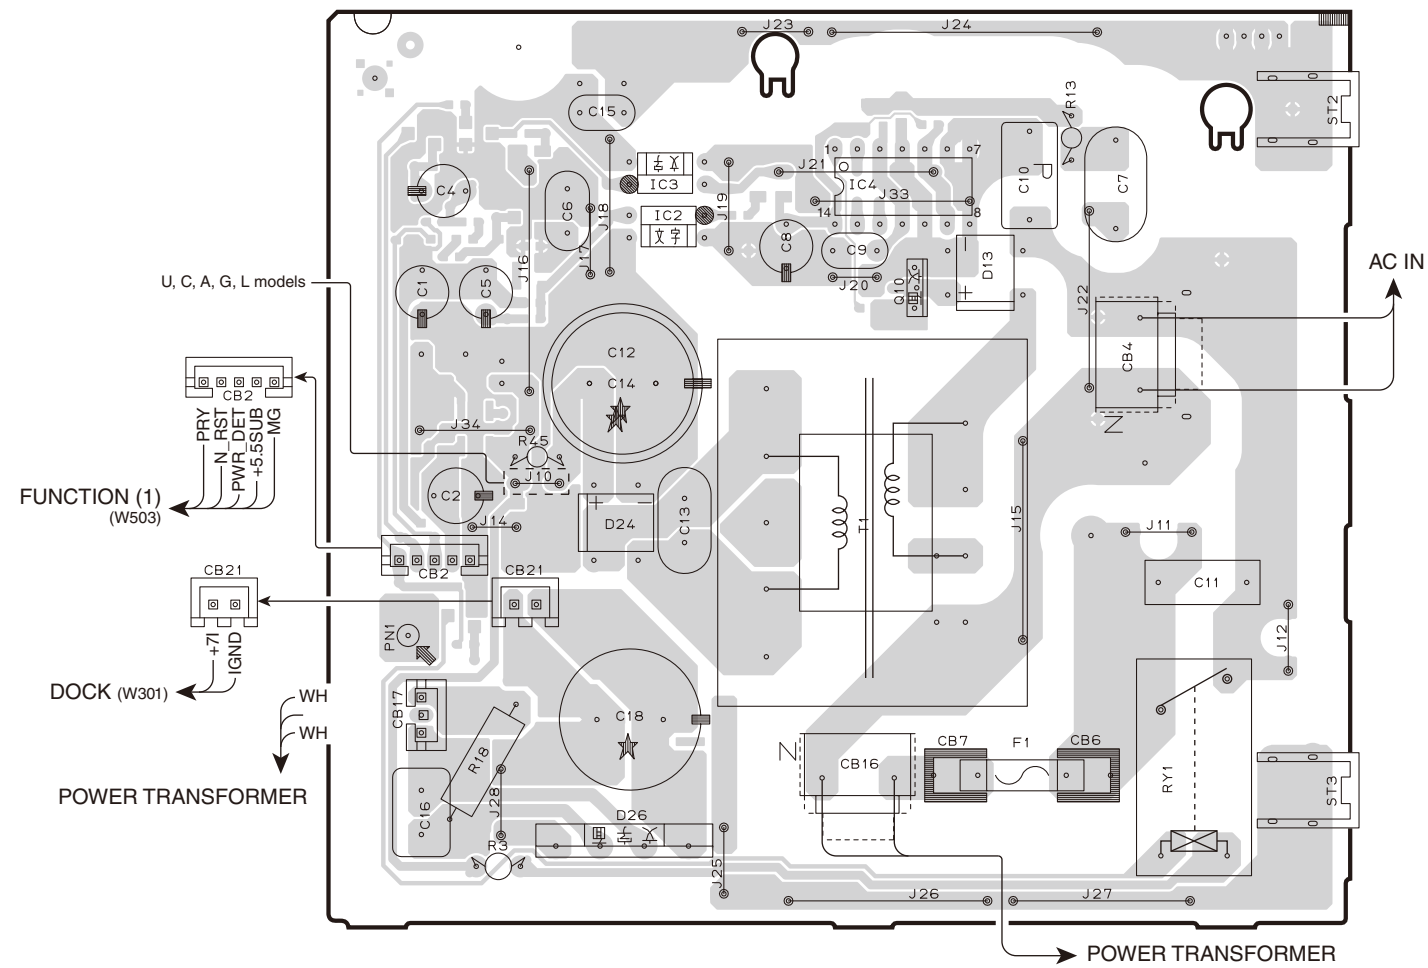 J23
J24
R13
ST2
C15
1
7
J21
IC3
IC4
J33
C10
P
C7
C4
C6
J18
J19
IC2
14
8
文字
C8
C9
D13
J16
J17
J20
Q10
J22
AC IN
U, C, A, G, L models
C1
C5
C12
C14
CB4
N
CB2
PRY
N_RST
PWR_DET
+5.5SUB
MG
J34
R45
J10
FUNCTION (1)
(W503)
C2
J14
D24
C13
T1
J15
J11
CB2
CB21
CB21
C11
+7I
IGND
PN1
J12
DOCK (W301)
WH
WH
CB17
C18
R18
N
CB16
CB7
F1
CB6
RY1
ST3
POWER TRANSFORMER
C16
J28
D26
R3
J25
J26
J27
POWER TRANSFORMER